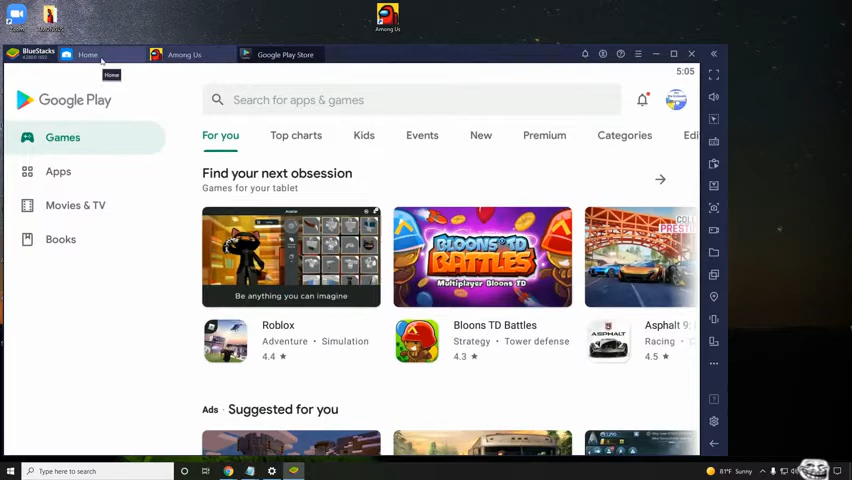 Zoom
Among Us
BlueStacks
Home
Among Us
Google Play Store
Home
5:05
Google Play
Search for apps & games
Games
Apps
Movies & TV
Books
For you
Top charts
Kids
Events
New
Premium
Categories
Edi
Find your next obsession
Games for your tablet
Be anything you can imagine
BLOONS TD
BATTLES
Multiplayer Bloons TD
Roblox
Adventure • Simulation
4.4 ★
Bloons TD Battles
Strategy • Tower defense
4.3 ★
ASPHALT
Asphalt 9:
Racing
4.5 ★
Ads · Suggested for you
Type here to search
81°F Sunny